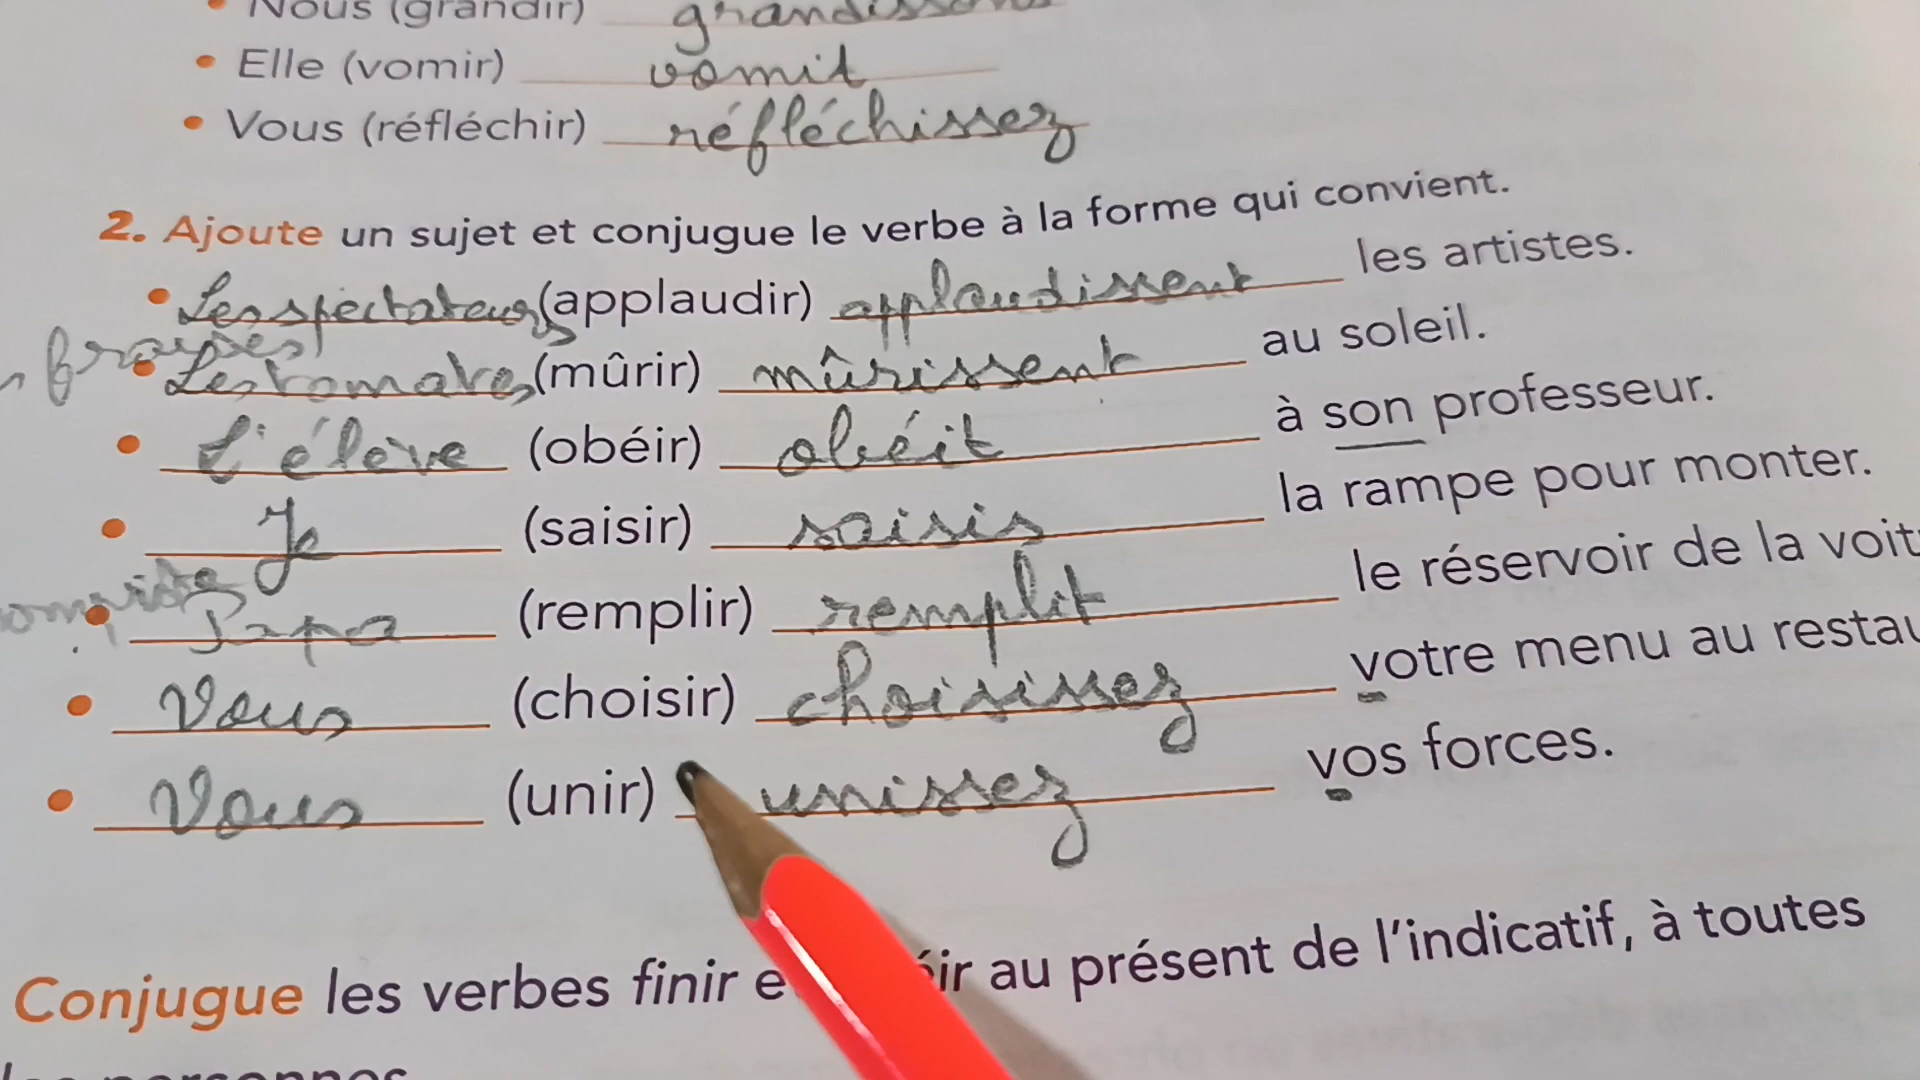 • Nous (grandir) grandissons
• Elle (vomir) vomit
• Vous (réfléchir) réfléchissez
2. Ajoute un sujet et conjugue le verbe à la forme qui convient.
• Les spectateurs (applaudir) applaudissent les artistes.
• Les tomates (mûrir) mûrissent au soleil.
• L'élève (obéir) obéit à son professeur.
• Je (saisir) saisis la rampe pour monter.
• Papa (remplir) remplit le réservoir de la voit
• Vous (choisir) choisissez votre menu au restau
• Vous (unir) unissez vos forces.
Conjugue les verbes finir e ir au présent de l'indicatif, à toutes
personnes